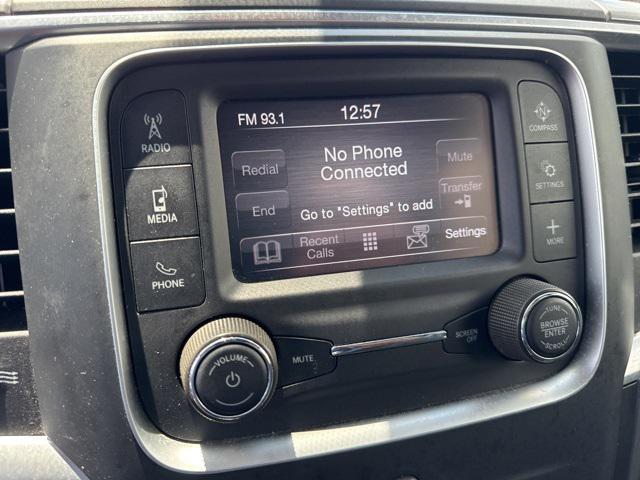 FM 93.1
12:57
RADIO
MEDIA
PHONE
Redial
No Phone
Connected
Mute
End
Go to "Settings" to add
Transfer
Recent
Calls
Settings
N
COMPASS
SETTINGS
MORE
VOLUME
MUTE
SCREEN
OFF
TUNE
BROWSE
ENTER
SCROLL